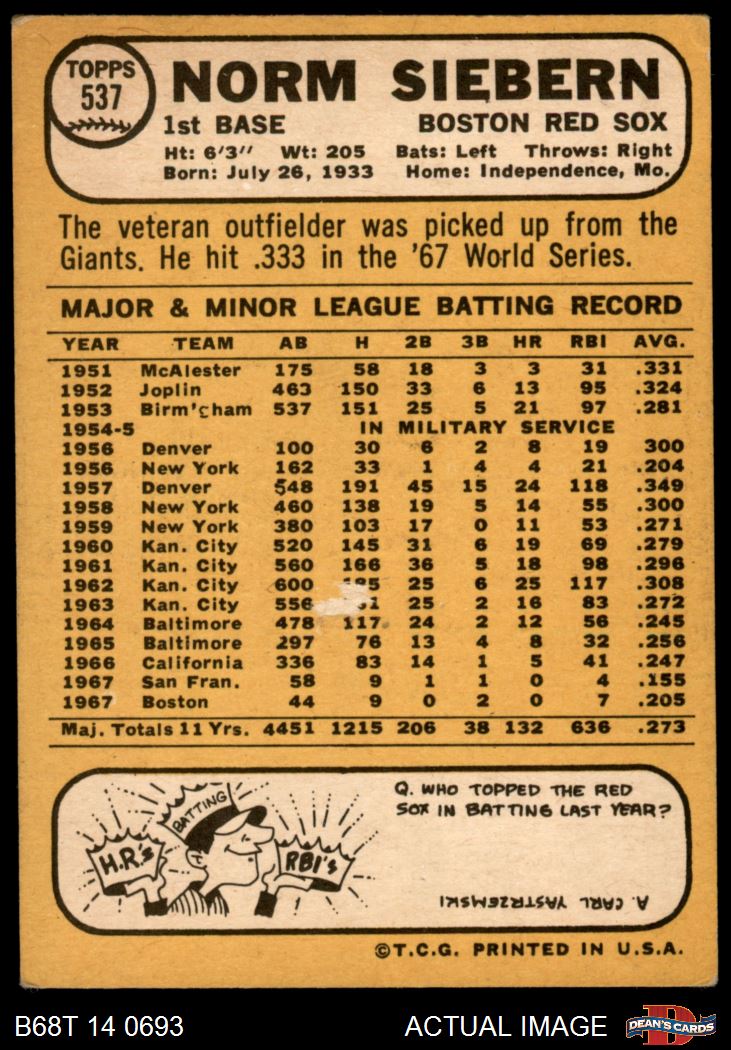 TOPPS
537
NORM SIEBERN
1st BASE BOSTON RED SOX
Ht: 6'3" Wt: 205 Bats: Left Throws: Right
Born: July 26, 1933 Home: Independence, Mo.
The veteran outfielder was picked up from the
Giants. He hit .333 in the '67 World Series.
MAJOR & MINOR LEAGUE BATTING RECORD
YEAR TEAM AB H 2B 3B HR RBI AVG.
1951 McAlester 175 58 18 3 3 31 .331
1952 Joplin 463 150 33 6 13 95 .324
1953 Birm'gham 537 151 25 5 21 97 .281
1954-5 IN MILITARY SERVICE
1956 Denver 100 30 6 2 8 19 300
1956 New York 162 33 1 4 4 21 .204
1957 Denver 548 191 45 15 24 118 .349
1958 New York 460 138 19 5 14 55 .300
1959 New York 380 103 17 0 11 53 .271
1960 Kan. City 520 145 31 6 19 69 .279
1961 Kan. City 560 166 36 5 18 98 .296
1962 Kan. City 600 185 25 6 25 117 .308
1963 Kan. City 556 25 2 16 83 .272
1964 Baltimore 478 117 24 2 12 56 .245
1965 Baltimore 297 76 13 4 8 32 .256
1966 California 336 83 14 1 5 41 .247
1967 San Fran. 58 9 1 1 0 4 .155
1967 Boston 44 9 0 2 0 7 .205
Maj. Totals 11 Yrs. 4451 1215 206 38 132 636 .273
BATTING
H.R.'s
RBI's
Q. WHO TOPPED THE RED
SOX IN BATTING LAST YEAR?
A. CARL YASTRZEMSKI
©T.C.G. PRINTED IN U.S.A.
B68T 14 0693 ACTUAL IMAGE DEAN'S CARDS